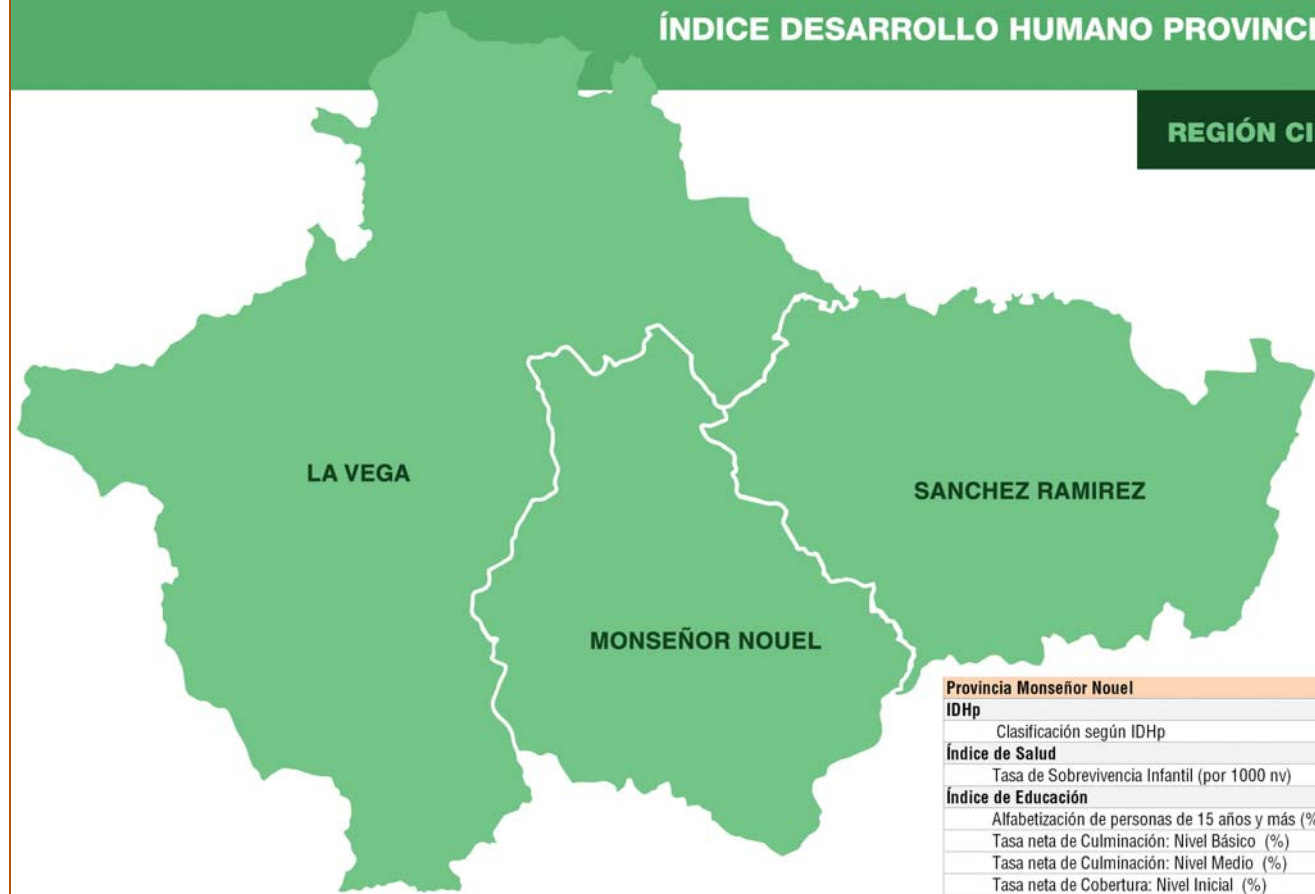 ÍNDICE DESARROLLO HUMANO
REGIÓN
LA VEGA
SANCHEZ RAMIREZ
MONSEÑOR NOUEL
Provincia Monseñor Nouel
IDHp
Clasificación según IDHp
Índice de Salud
Tasa de Sobrevivencia Infantil (por 1000 nv)
Índice de Educación
Alfabetización de personas de 15 años y más (%
Tasa neta de Culminación: Nivel Básico (%)
Tasa neta de Culminación: Nivel Medio (%)
Tasa neta de Cobertura: Nivel Inicial (%)